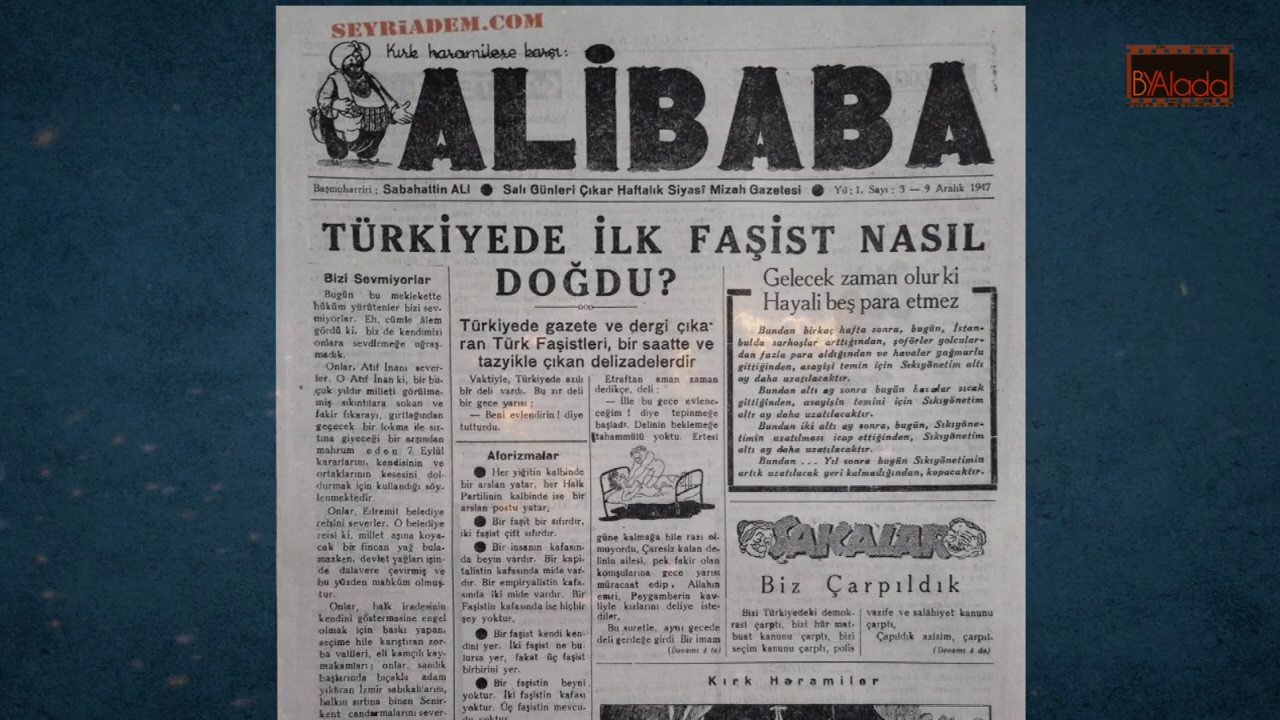 SEYRiADEM.COM
BYAlada
Kırk haramilere karşı:
ALİBABA
Başmuharriri : Sabahattin ALİ ● Salı Günleri Çıkar Haftalık Siyasî Mizah Gazetesi ● Yıl: 1. Sayı: 3 — 9 Aralık 1947
TÜRKİYEDE İLK FAŞİST NASIL
DOĞDU?
Bizi Sevmiyorlar
Bugün bu meklekette
hüküm yürütenler bizi sev-
miyorlar. Eh, cümle âlem
gördü ki, biz de kendimizi
onlara sevdirmeğe uğraş-
madık.
Onlar, Atıf İnanı sever-
ler. O Atıf İnan ki, bir bu-
çuk yıldır milleti görülme-
miş sıkıntılara sokan ve
fakir fıkarayı, gırtlağından
geçecek bir lokma ile sır-
tına giyeceği bir arşından
mahrum eden 7 Eylül
kararlarını, kendisinin ve
ortaklarının kesesini dol-
durmak için kullandığı söy-
lenmektedir.
Onlar, Edremit belediye
reisini severler. O belediye
reisi ki, millet aşına koya-
cak bir fincan yağ bula-
mazken, devlet yağları işin-
de dalavere çevirmiş ve
bu yüzden mahkûm olmuş-
tur.
Onlar, halk iradesinin
kendini göstermesine engel
olmak için baskı yapan,
seçime hile karıştıran zor-
ba valileri, eli kamçılı kay-
makamları; onlar, sandık
başlarında bıçakla adam
yıldıran İzmir sabıkalılarını,
halkın sırtına binen Senir-
kent candarmalarını sever-
Türkiyede gazete ve dergi çıka-
ran Türk Faşistleri, bir saatte ve
tazyikle çıkan delizadelerdir
Vaktiyle, Türkiyede azılı
bir deli vardı. Bu zır deli
bir gece yarısı ;
— Beni evlendirin ! diye
tutturdu.
Aforizmalar
● Her yiğitin kalbinde
bir arslan yatar, her Halk
Partilinin kalbinde ise bir
arslan postu yatar.
● Bir faşit bir sıfırdır,
iki faşist çift sıfırdır.
● Bir insanın kafasın-
da beyin vardır. Bir kapi-
talistin kafasında mide var-
dır. Bir empiryalistin kafa-
sında iki mide vardır. Bir
Faşistin kafasında ise hiçbir
şey yoktur.
● Bir faşist kendi ken-
dini yer. İki faşist ne bu-
lursa yer, fakat üç faşist
birbirini yer.
● Bir faşistin beyni
yoktur. İki faşistin kafası
yoktur. Üç faşistin mevcu-
du yoktur.
Etraftan aman zaman
dedikçe, deli :
— İlle bu gece evlene-
ceğim ! diye tepinmeğe
başladı. Delinin beklemeğe
tahammülü yoktu. Ertesi
güne kalmağa bile razı ol-
muyordu, Çaresiz kalan de-
linin ailesi, pek fakir olan
komşularına gece yarısı
müracaat edip, Allahın
emri, Peygamberin kav-
liyle kızlarını deliye iste-
diler.
Bu suretle, aynı gecede
deli gerdeğe girdi. Bir imam
(Devamı 4 te)
Gelecek zaman olur ki
Hayali beş para etmez
Bundan birkaç hafta sonra, bugün, İstan-
bulda sarhoşlar arttığından, şoförler yolcular-
dan fazla para aldığından ve havalar yağmurla
gittiğinden, asayişi temin için Sıkıyönetim altı
ay daha uzatılacaktır.
Bundan altı ay sonra bugün havalar sıcak
gittiğinden, asayişin temini için Sıkıyönetim
altı ay daha uzatılacaktır.
Bundan iki altı ay sonra, bugün, Sıkıyöne-
timin uzatılması icap ettiğinden, Sıkıyönetim
altı ay daha uzatılacaktır.
Bundan ... Yıl sonra bugün Sıkıyönetimin
artık uzatılacak yeri kalmadığından, kopacaktır.
ŞAKALAR
Biz Çarpıldık
Bizi Türkiyedeki demok-
rasi çarptı, bizi hür mat-
buat kanunu çarptı, bizi
seçim kanunu çarptı, polis
vazife ve salâhiyet kanunu
çarptı,
Çapıldık azizim, çarpıl-
(Devamı 4 da)
Kırk Haramiler